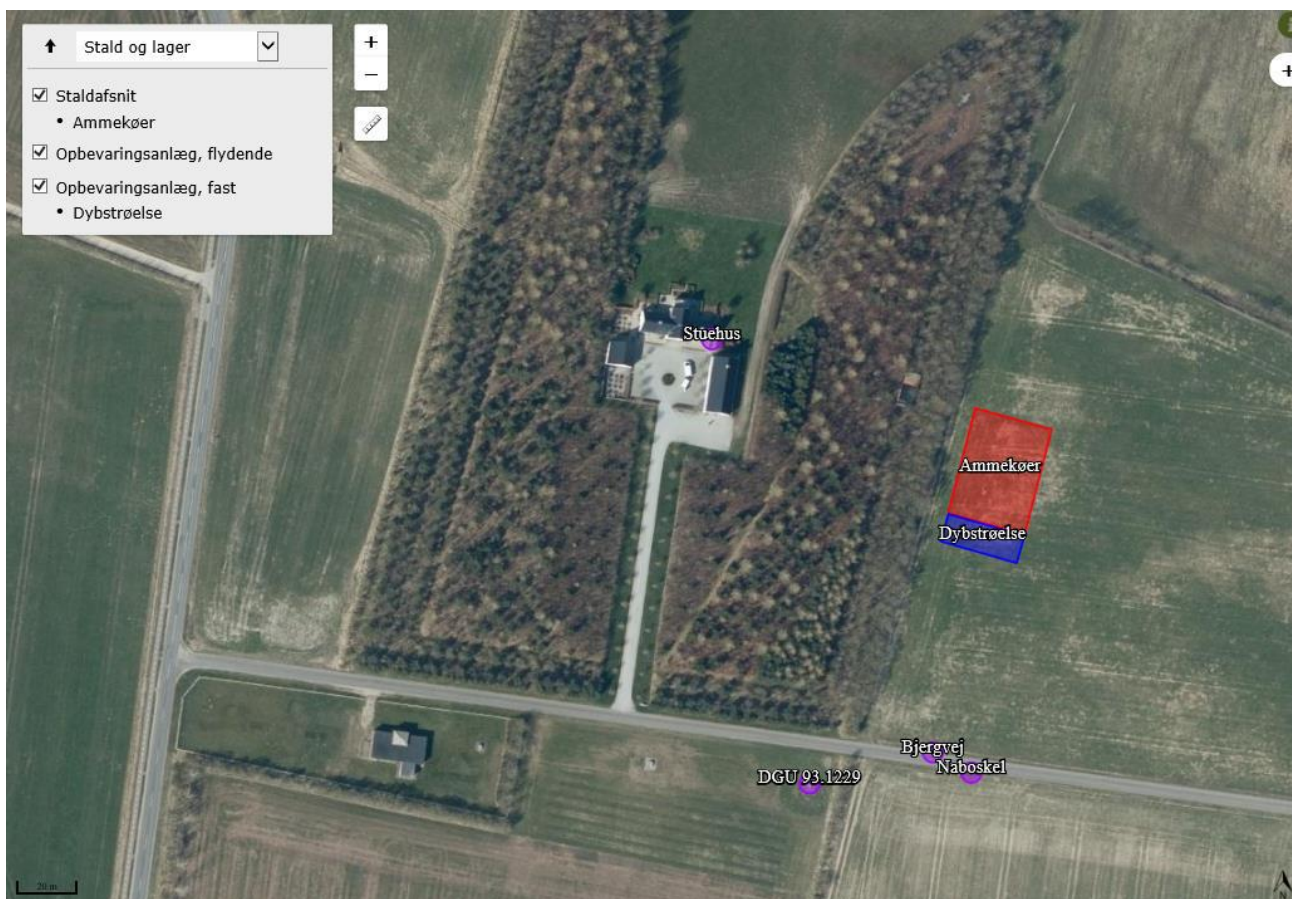 Stald og lager
Staldafsnit
• Ammekøer
Opbevaringsanlæg, flydende
Opbevaringsanlæg, fast
• Dybstrøelse
+
−
+
Stuehus
Ammekøer
Dybstrøelse
Bjergvej
Naboskel
DGU 93.1229
20 m
N